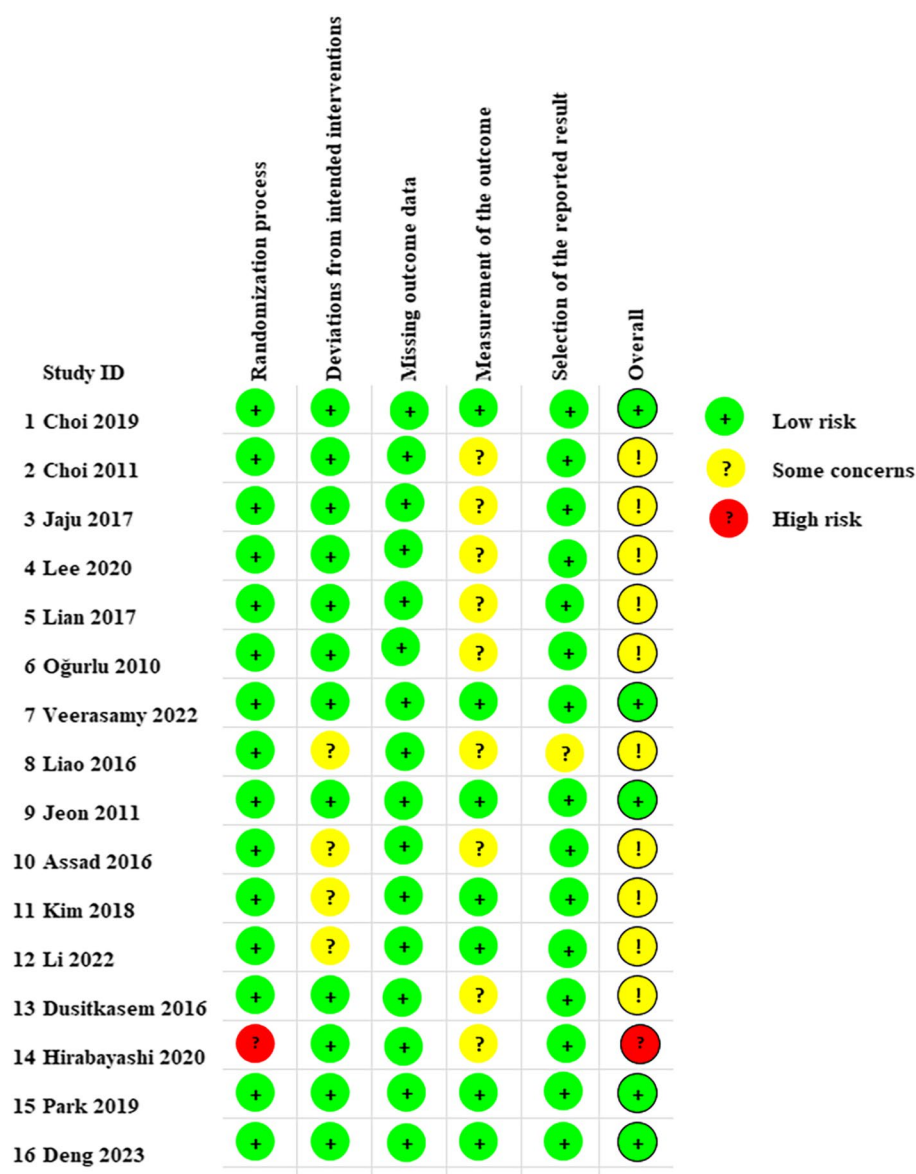 Randomization process
Deviations from intended interventions
Missing outcome data
Measurement of the outcome
Selection of the reported result
Overall
Study ID
1 Choi 2019 + + + + + +
2 Choi 2011 + + + ? + !
3 Jaju 2017 + + + ? + !
4 Lee 2020 + + + ? + !
5 Lian 2017 + + + ? + !
6 Oğurlu 2010 + + + ? + !
7 Veerasamy 2022 + + + + + +
8 Liao 2016 + ? + ? ? !
9 Jeon 2011 + + + + + +
10 Assad 2016 + ? + ? + !
11 Kim 2018 + ? + + + !
12 Li 2022 + ? + + + !
13 Dusitkasem 2016 + + + ? + !
14 Hirabayashi 2020 ? + + ? + ?
15 Park 2019 + + + + + +
16 Deng 2023 + + + + + +
+ Low risk
? Some concerns
? High risk